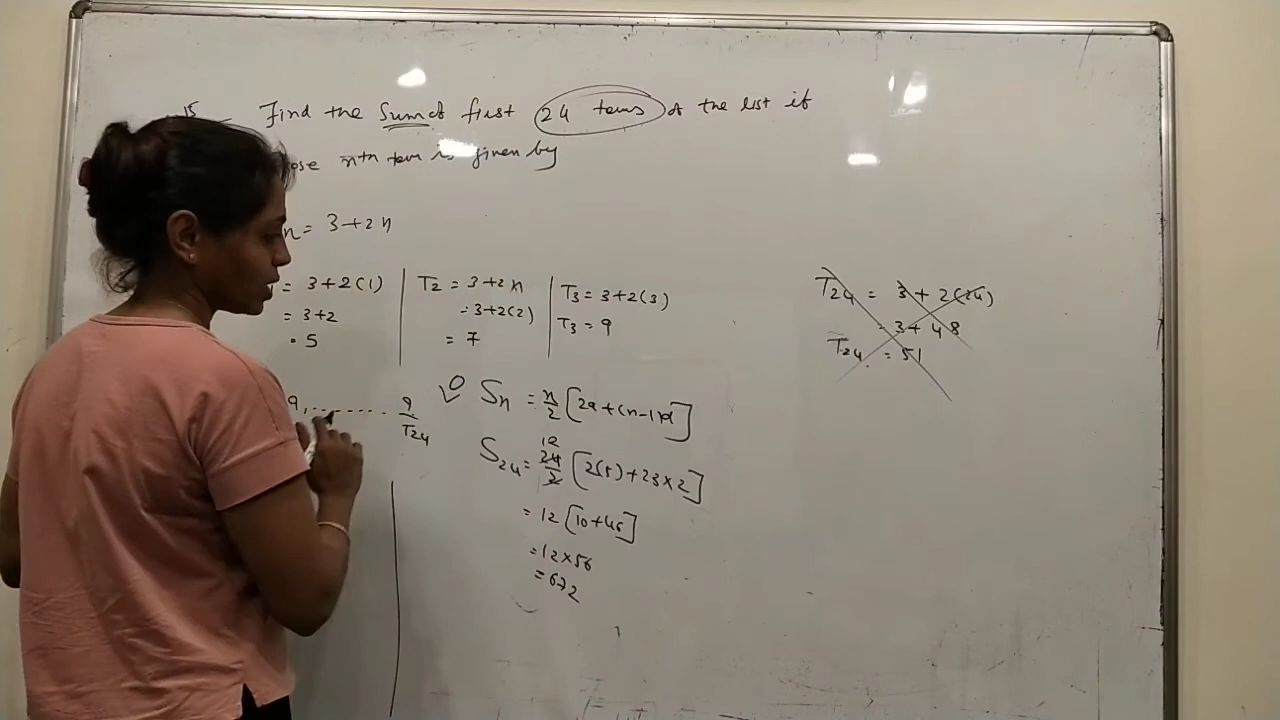 15 Find the Sum of first 24 terms of the list if
ose nth term is given by
n = 3+2n
= 3+2(1)
= 3+2
= 5
T2 = 3+2n
= 3+2(2)
= 7
T3 = 3+2(3)
T3 = 9
T24 = 3+2(24)
= 3+48
T24 = 51
9, ........ ?
T24
Sn = n/2 [2a+(n-1)d]
12
S24 = 24/2 [2(5)+23×2]
= 12[10+46]
= 12×56
= 672